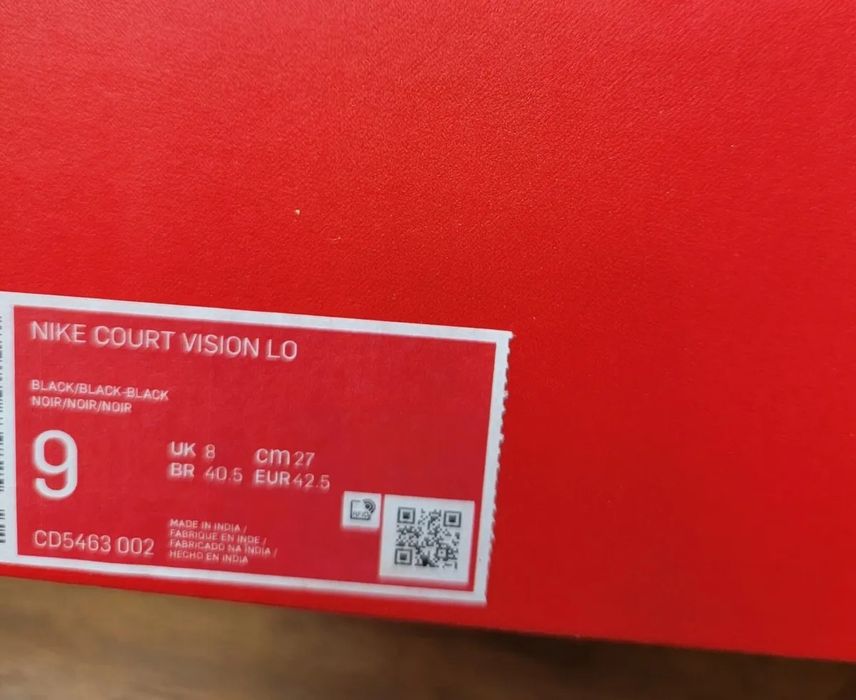 NIKE COURT VISION LO
BLACK/BLACK-BLACK
NOIR/NOIR/NOIR
9
UK 8 cm 27
BR 40.5 EUR 42.5
CD5463 002
MADE IN INDIA /
FABRIQUE EN INDE /
FABRICADO NA INDIA /
HECHO EN INDIA